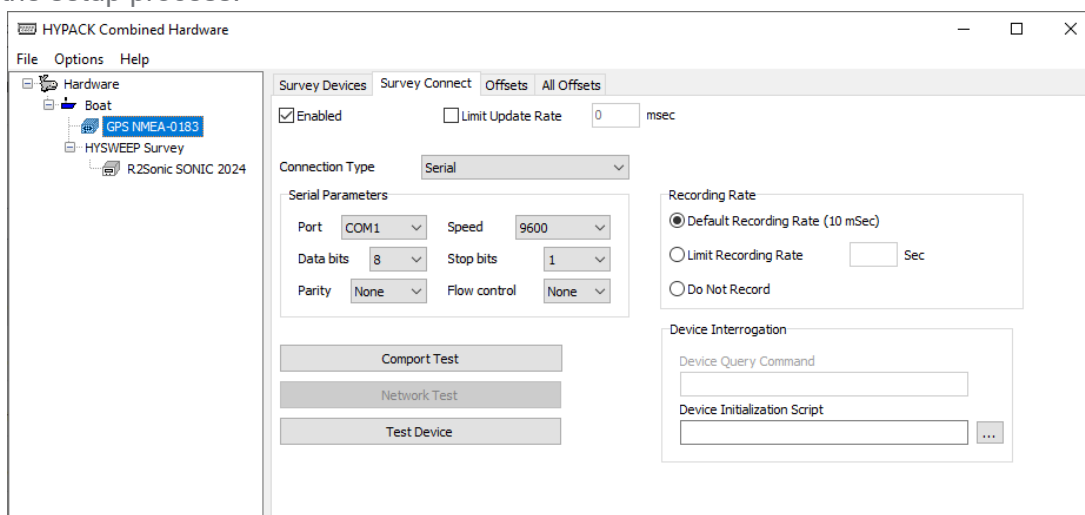 the setup process.
HYPACK Combined Hardware
File Options Help
Hardware
Boat
GPS NMEA-0183
HYSWEEP Survey
R2Sonic SONIC 2024
Survey Devices Survey Connect Offsets All Offsets
Enabled Limit Update Rate 0 msec
Connection Type Serial
Serial Parameters
Port COM1 Speed 9600
Data bits 8 Stop bits 1
Parity None Flow control None
Comport Test
Network Test
Test Device
Recording Rate
Default Recording Rate (10 mSec)
Limit Recording Rate Sec
Do Not Record
Device Interrogation
Device Query Command
Device Initialization Script
...